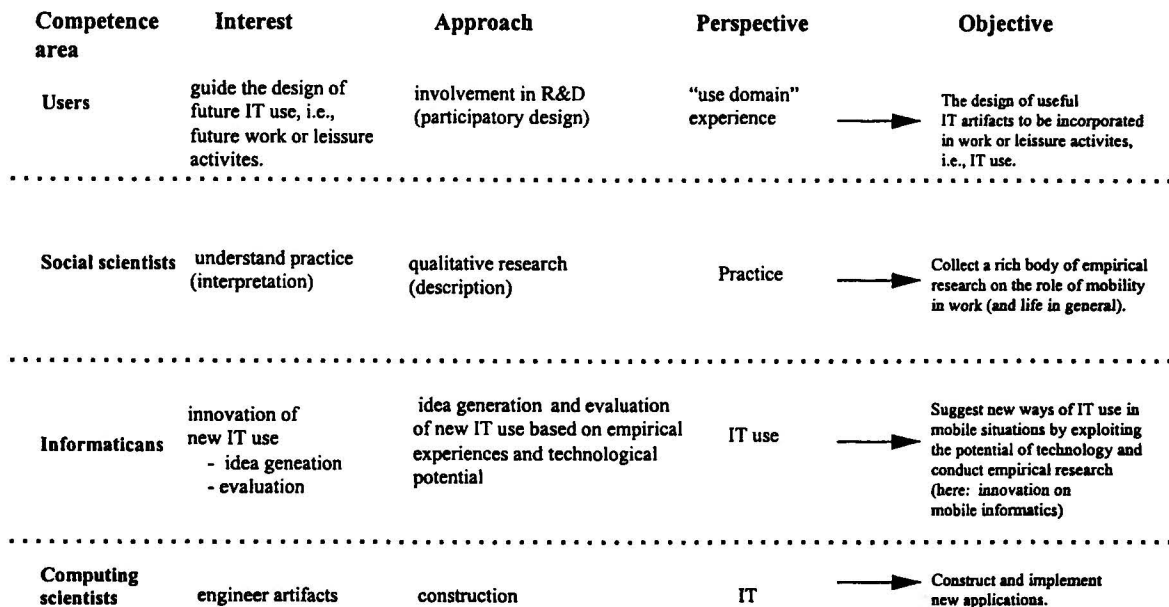 Competence area Interest Approach Perspective Objective
Users
guide the design of
future IT use, i.e.,
future work or leissure
activites.
involvement in R&D
(participatory design)
“use domain”
experience
The design of useful
IT artifacts to be incorporated
in work or leissure activites,
i.e., IT use.
Social scientists
understand practice
(interpretation)
qualitative research
(description)
Practice
Collect a rich body of empirical
research on the role of mobility
in work (and life in general).
Informaticans
innovation of
new IT use
- idea geneation
- evaluation
idea generation and evaluation
of new IT use based on empirical
experiences and technological
potential
IT use
Suggest new ways of IT use in
mobile situations by exploiting
the potential of technology and
conduct empirical research
(here: innovation on
mobile informatics)
Computing
scientists
engineer artifacts
construction
IT
Construct and implement
new applications.